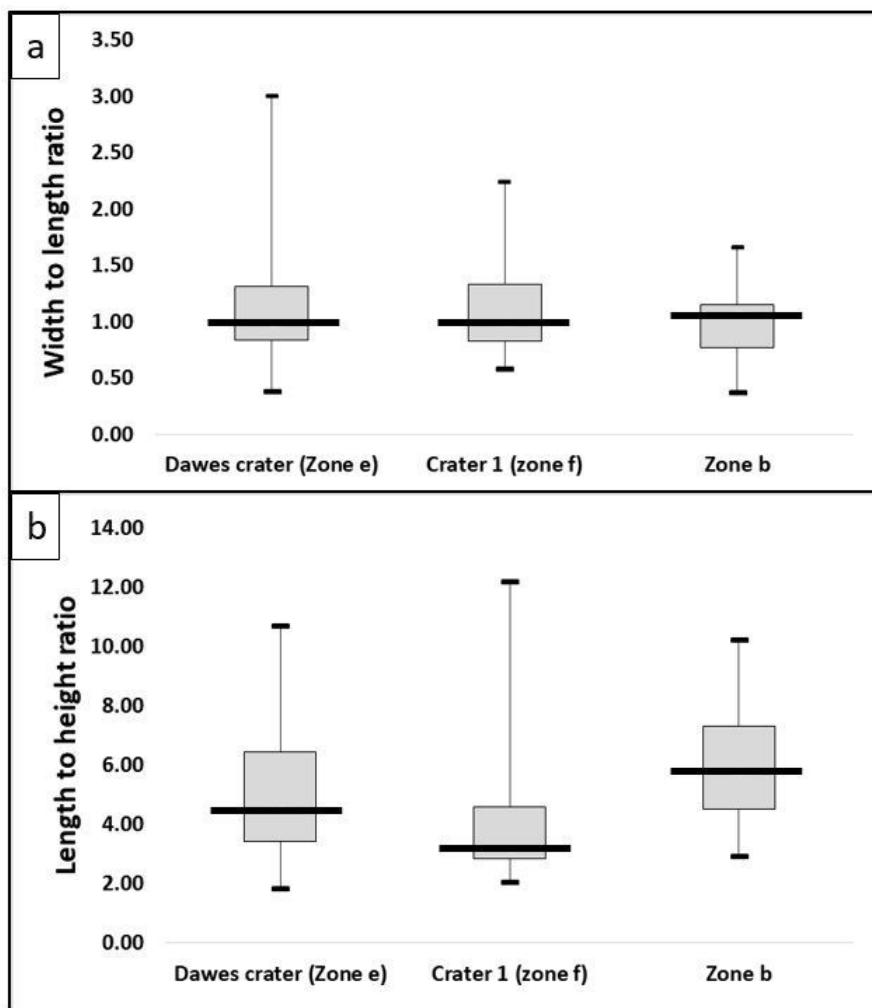 a
Width to length ratio
3.50
3.00
2.50
2.00
1.50
1.00
0.50
0.00
Dawes crater (Zone e) Crater 1 (zone f) Zone b
b
Length to height ratio
14.00
12.00
10.00
8.00
6.00
4.00
2.00
0.00
Dawes crater (Zone e) Crater 1 (zone f) Zone b